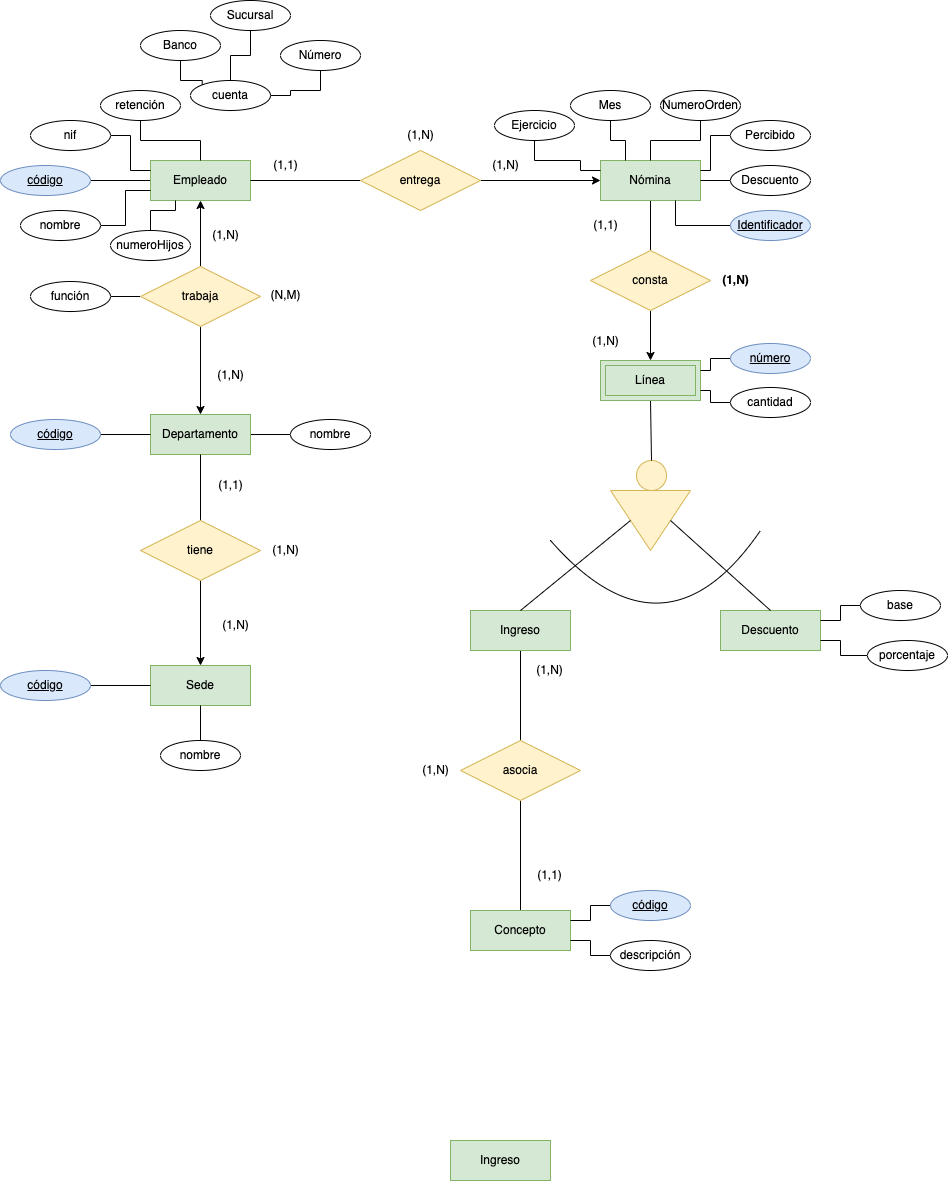 Sucursal
Banco
Número
cuenta
retención
nif
código
nombre
numeroHijos
Empleado
(1,1)
(1,N)
entrega
(1,N)
Ejercicio
Mes
NumeroOrden
Percibido
Descuento
Identificador
Nómina
(1,N)
función
trabaja
(N,M)
(1,1)
consta
(1,N)
(1,N)
(1,N)
Línea
número
cantidad
código
Departamento
nombre
(1,1)
tiene
(1,N)
(1,N)
código
Sede
nombre
Ingreso
Descuento
base
porcentaje
(1,N)
(1,N)
asocia
(1,1)
Concepto
código
descripción
Ingreso